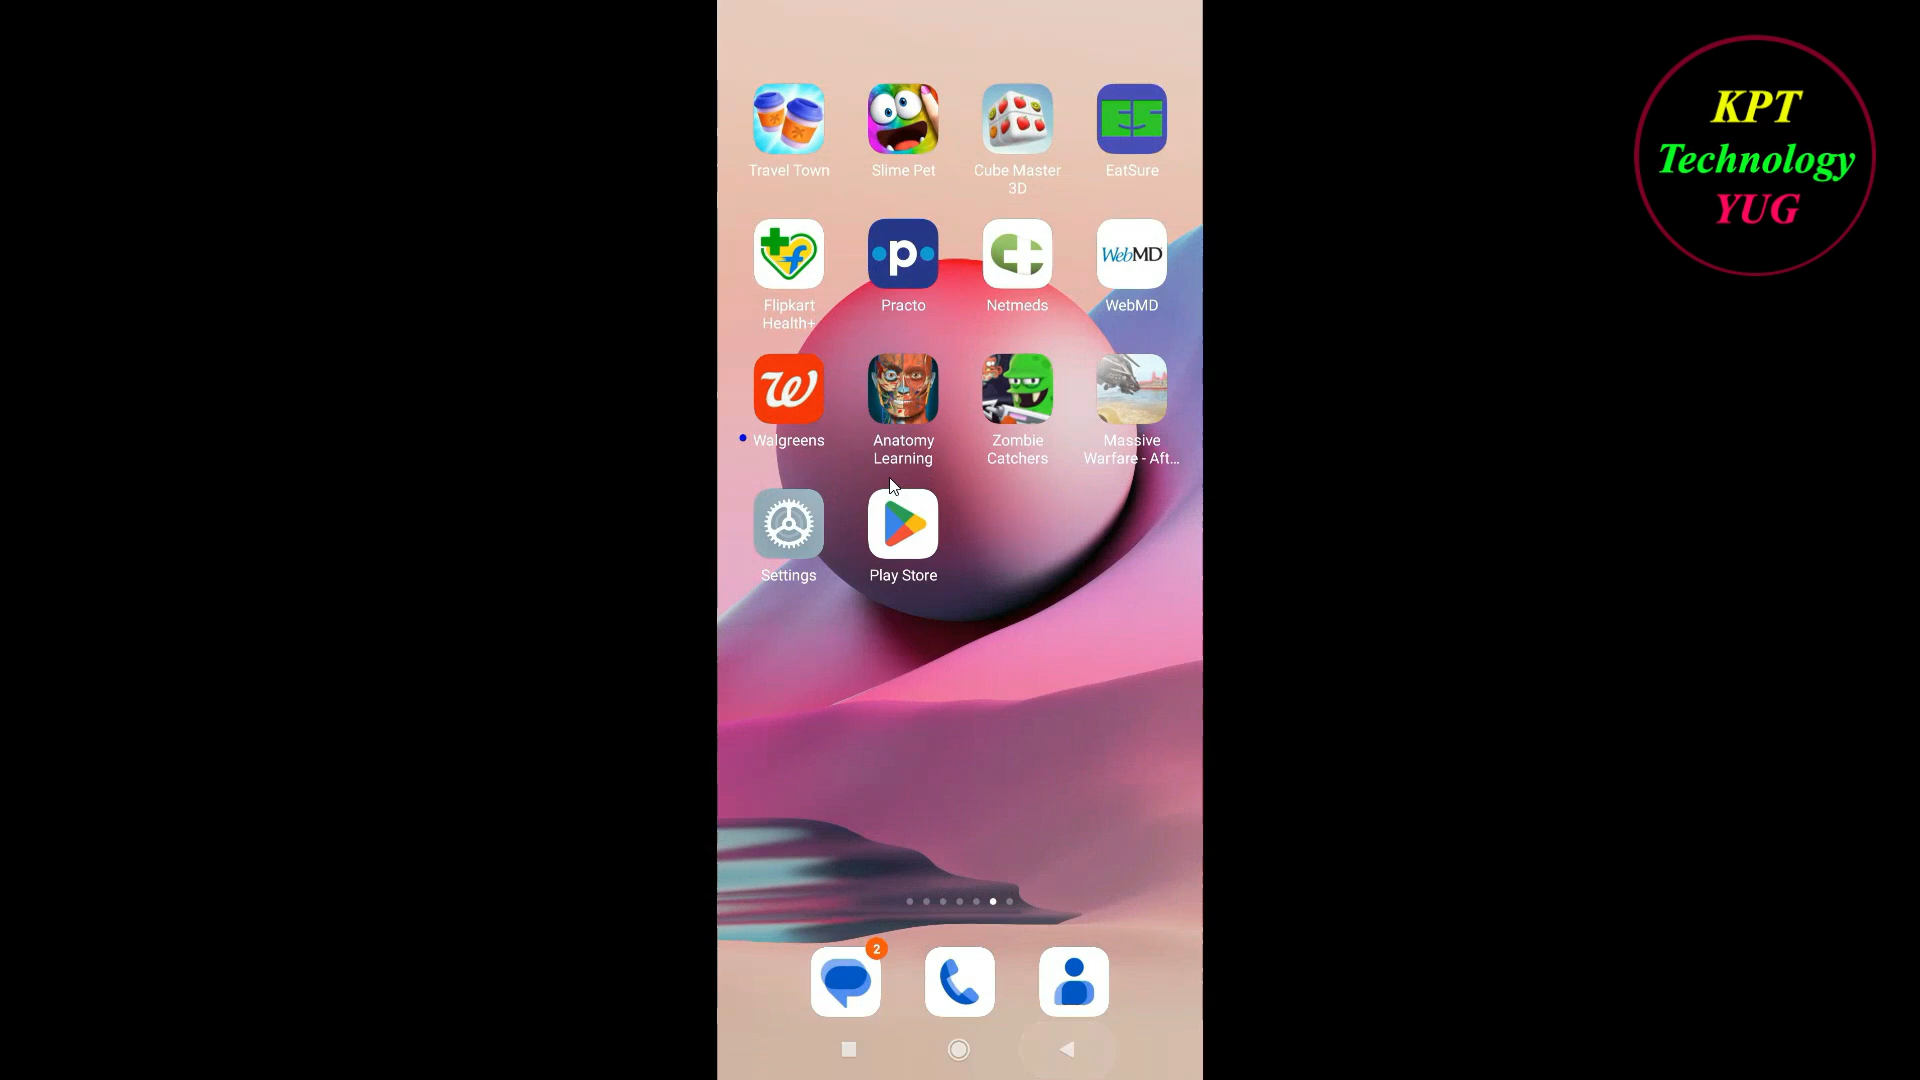 KPT
Technology
YUG
Travel Town
Slime Pet
Cube Master
3D
EatSure
Flipkart
Health+
p
Practo
Netmeds
WebMD
WebMD
W
Walgreens
Anatomy
Learning
Zombie
Catchers
Massive
Warfare - Aft...
Settings
Play Store
2